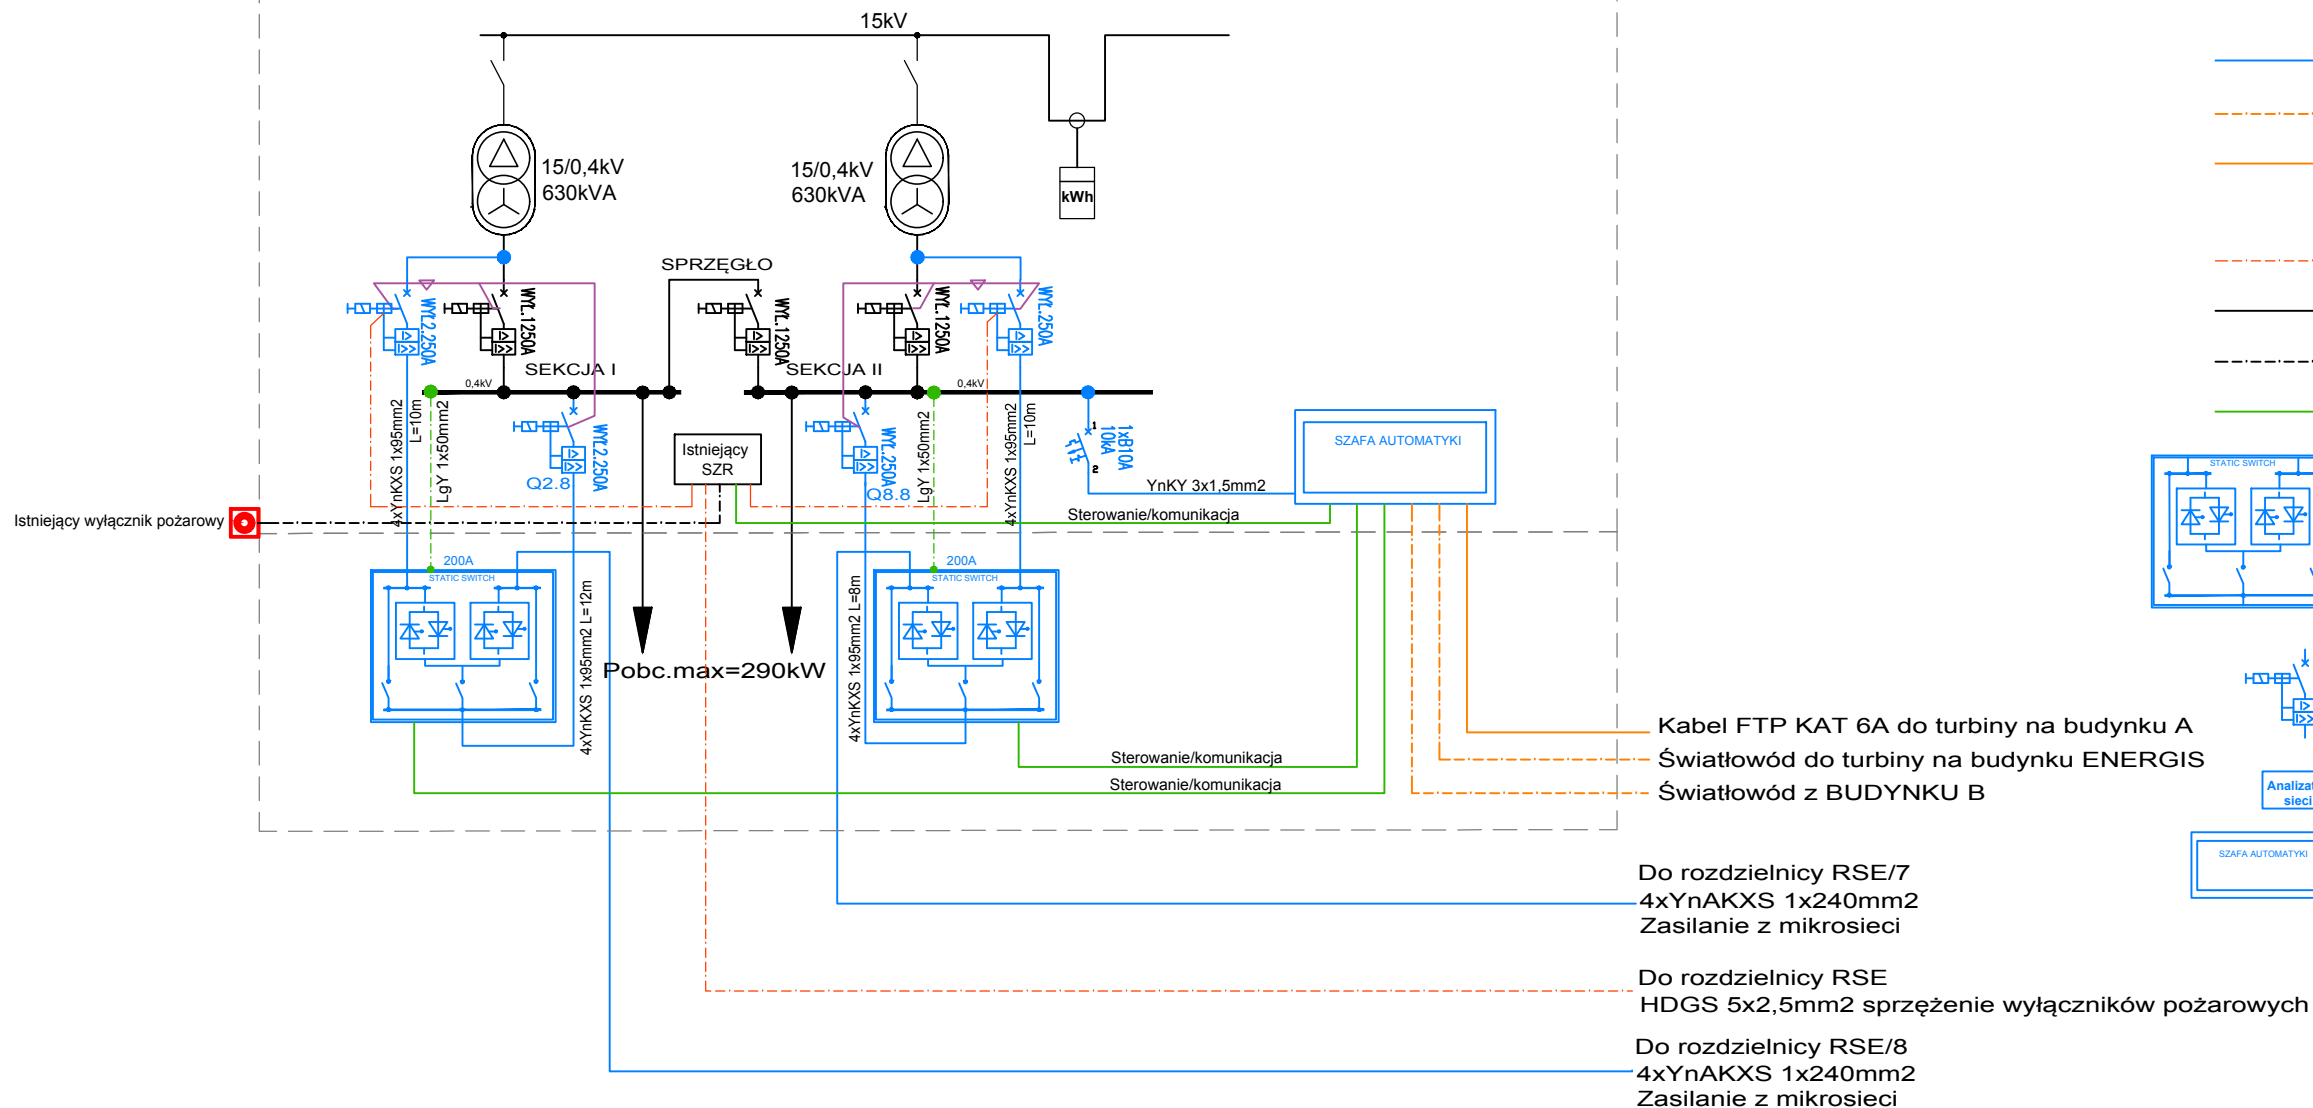 15kV
15/0,4kV
630kVA
15/0,4kV
630kVA
kWh
SPRZĘGŁO
WYŁ.2.250A
WYŁ.1250A
WYŁ.1250A
WYŁ.1250A
WYŁ.250A
SEKCJA I
SEKCJA II
0,4kV
0,4kV
4xYnKXS 1x95mm2
L=10m
LgY 1x50mm2
WYŁ.2.250A
Q2.8
Istniejący
SZR
WYŁ.250A
Q8.8
LgY 1x50mm2
4xYnKXS 1x95mm2
L=10m
1
2
1xB10A
10kA
YnKY 3x1,5mm2
SZAFA AUTOMATYKI
Sterowanie/komunikacja
Istniejący wyłącznik pożarowy
200A
STATIC SWITCH
4xYnKXS 1x95mm2 L=12m
Pobc.max=290kW
4xYnKXS 1x95mm2 L=8m
200A
STATIC SWITCH
Sterowanie/komunikacja
Sterowanie/komunikacja
Kabel FTP KAT 6A do turbiny na budynku A
Światłowód do turbiny na budynku ENERGIS
Światłowód z BUDYNKU B
Do rozdzielnicy RSE/7
4xYnAKXS 1x240mm2
Zasilanie z mikrosieci
Do rozdzielnicy RSE
HDGS 5x2,5mm2 sprzężenie wyłączników pożarowych
Do rozdzielnicy RSE/8
4xYnAKXS 1x240mm2
Zasilanie z mikrosieci
STATIC SWITCH
Analizat
sieci
SZAFA AUTOMATYKI